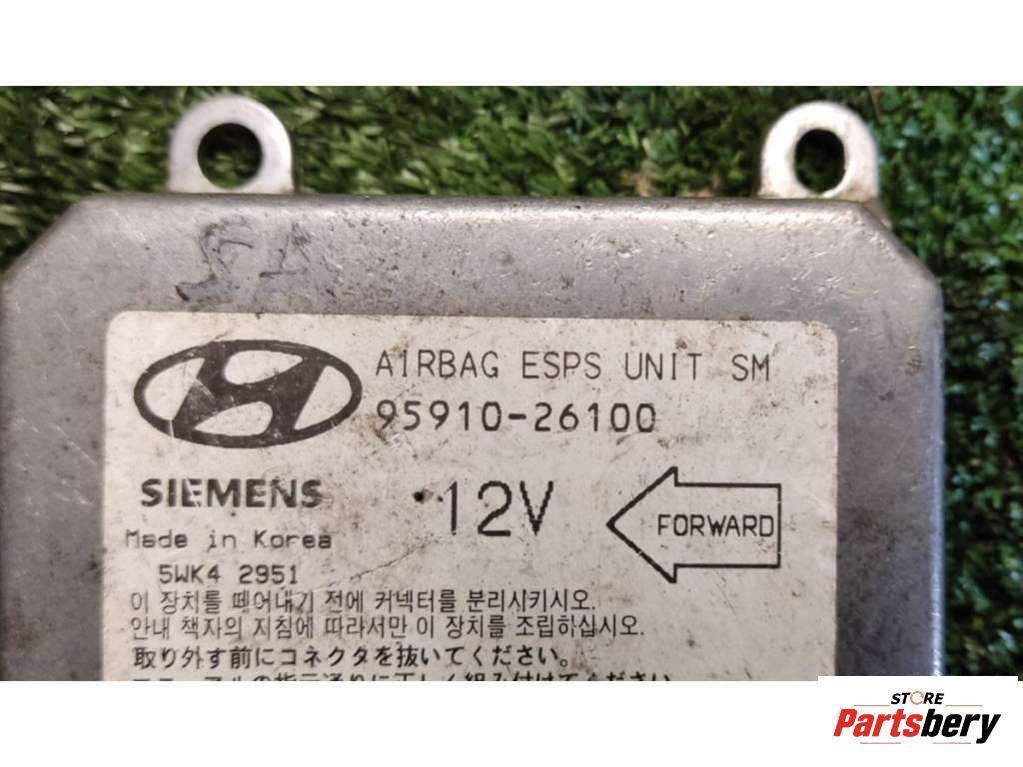 AIRBAG ESPS UNIT SM
95910-26100
SIEMENS
12V
FORWARD
Made in Korea
5WK4 2951
이 장치를 떼어내기 전에 커넥터를 분리시키시오.
안내 책자의 지침에 따라서만 이 장치를 조립하십시오.
取り外す前にコネクタを抜いてください。
STORE
Partsbery